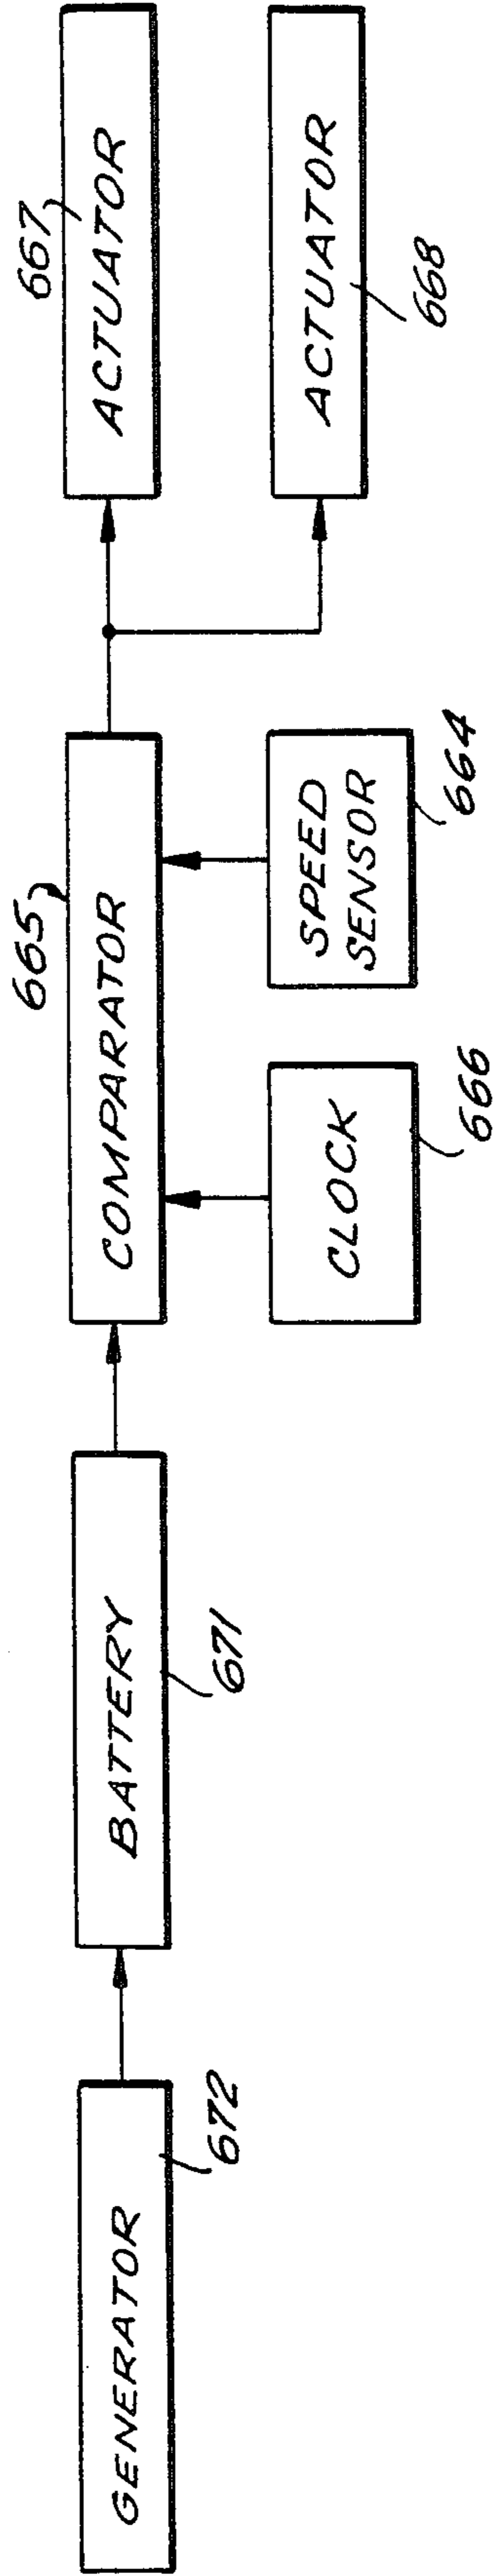 GENERATOR
672
BATTERY
671
COMPARATOR
665
CLOCK
666
SPEED
SENSOR
664
ACTUATOR
667
ACTUATOR
668